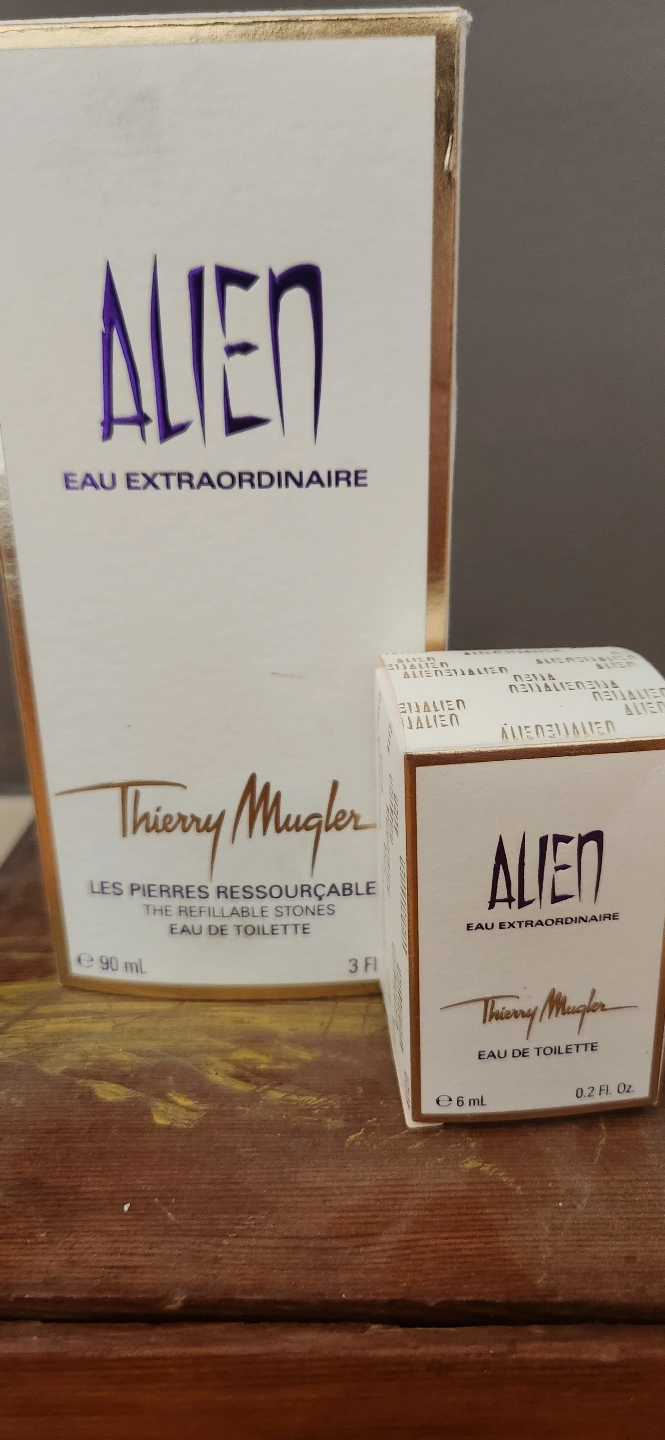 ALIEN
EAU EXTRAORDINAIRE
Thierry Mugler
LES PIERRES RESSOURÇABLE
THE REFILLABLE STONES
EAU DE TOILETTE
℮ 90 mL
3 Fl
ALIEN
EAU EXTRAORDINAIRE
Thierry Mugler
EAU DE TOILETTE
℮ 6 mL
0.2 Fl. Oz.